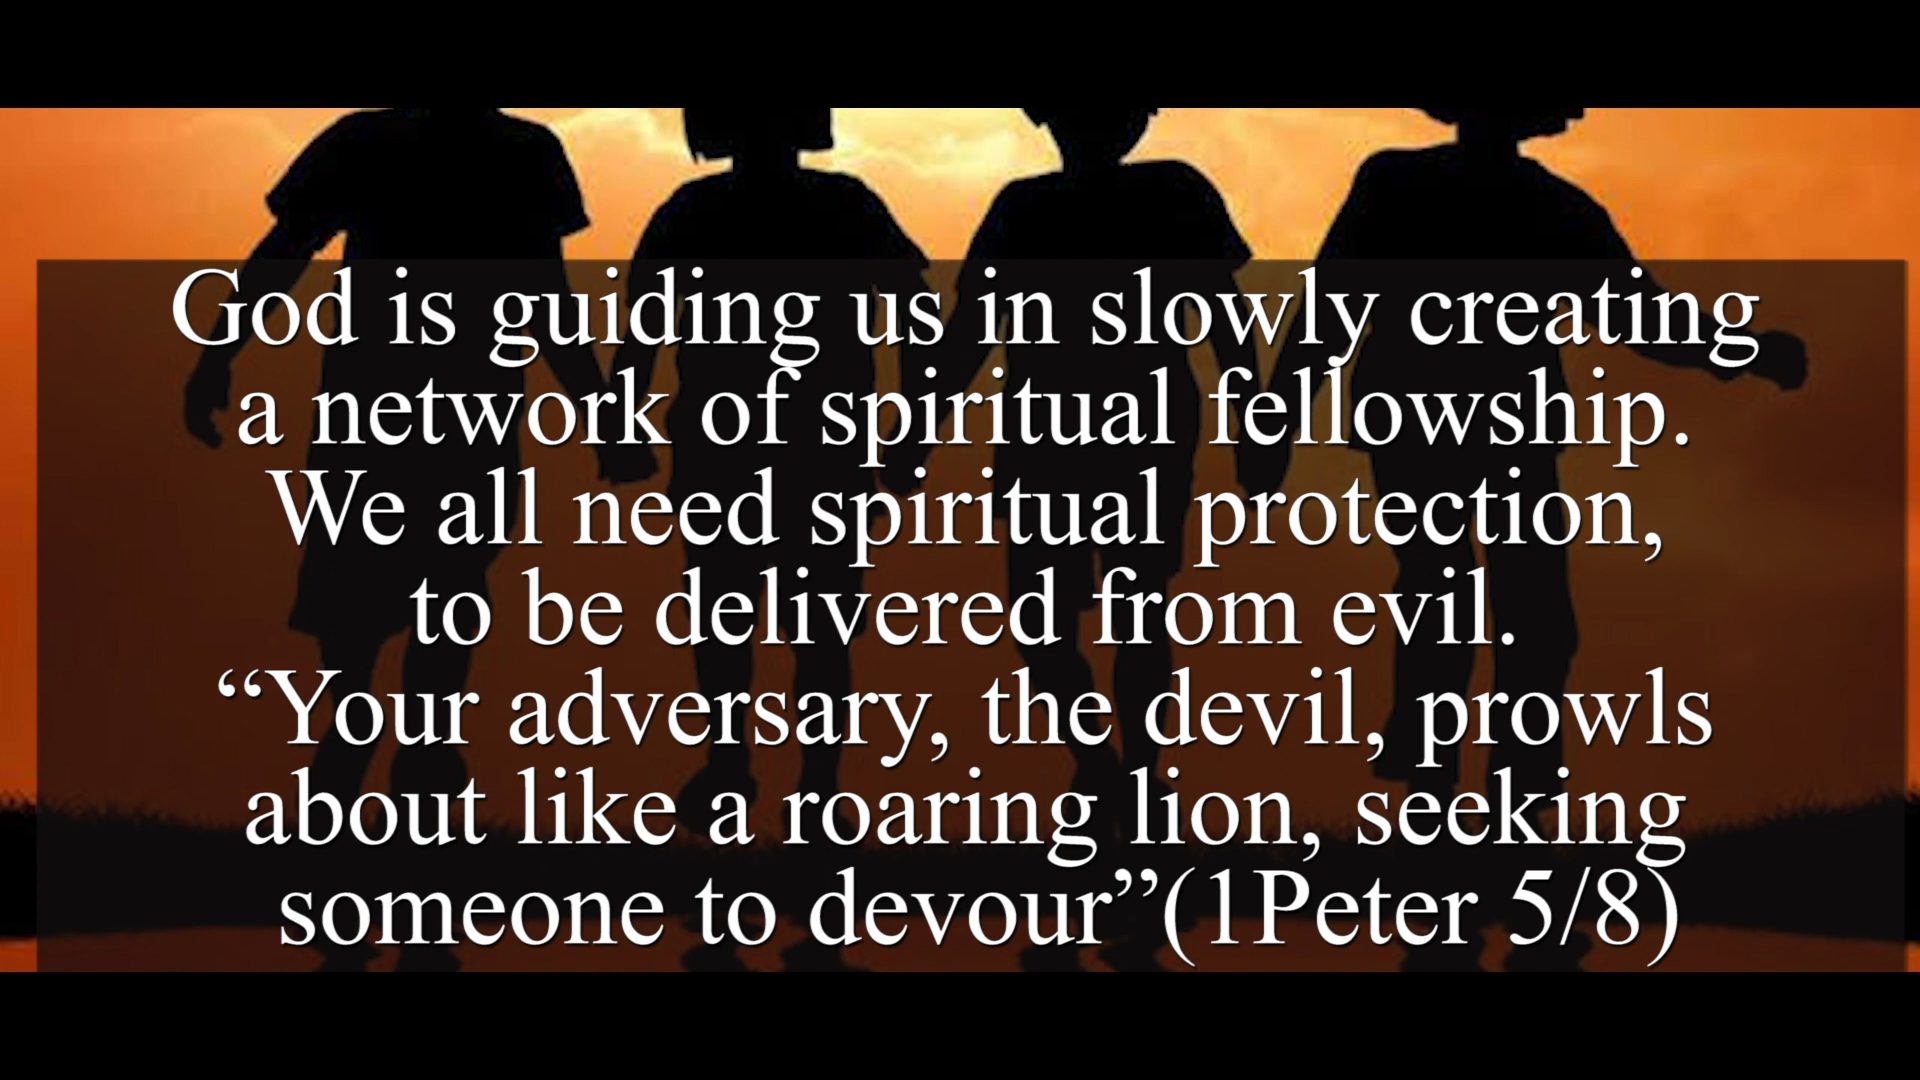 God is guiding us in slowly creating
a network of spiritual fellowship.
We all need spiritual protection,
to be delivered from evil.
“Your adversary, the devil, prowls
about like a roaring lion, seeking
someone to devour”(1Peter 5/8)